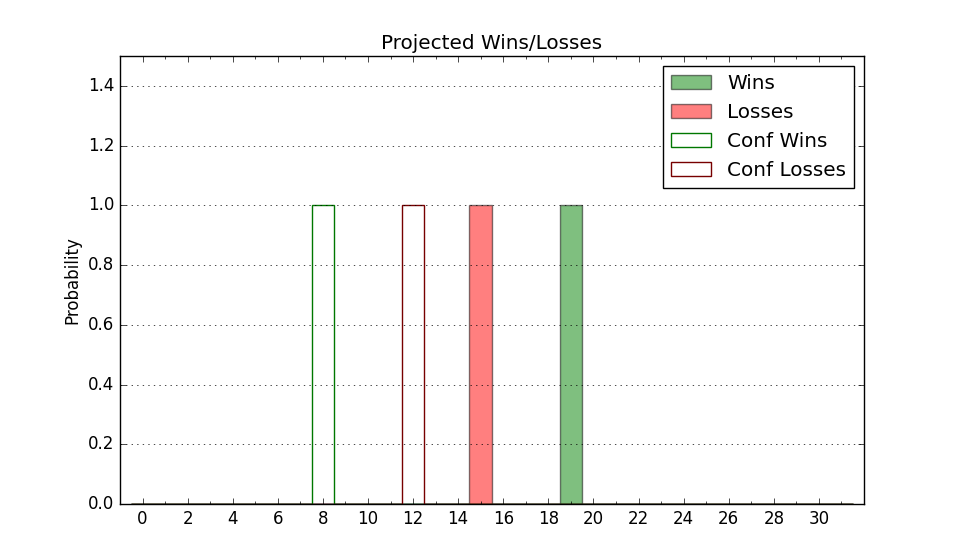 Projected Wins/Losses
Wins
Losses
Conf Wins
Conf Losses
Probability
1.4
1.2
1.0
0.8
0.6
0.4
0.2
0.0
0 2 4 6 8 10 12 14 16 18 20 22 24 26 28 30